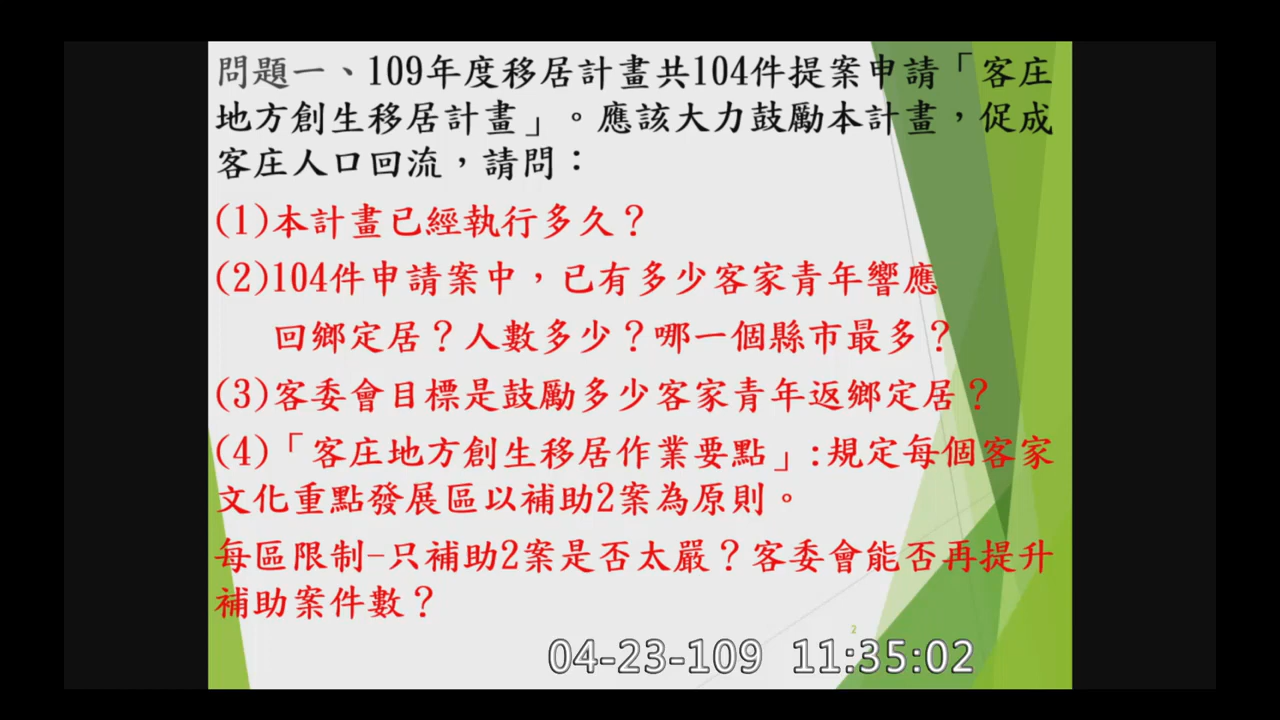 問題一、109年度移居計畫共104件提案申請「客庄
地方創生移居計畫」。應該大力鼓勵本計畫，促成
客庄人口回流，請問：
(1)本計畫已經執行多久？
(2)104件申請案中，已有多少客家青年響應
回鄉定居？人數多少？哪一個縣市最多？
(3)客委會目標是鼓勵多少客家青年返鄉定居？
(4)「客庄地方創生移居作業要點」:規定每個客家
文化重點發展區以補助2案為原則。
每區限制-只補助2案是否太嚴？客委會能否再提升
補助案件數？
2
04-23-109 11:35:02